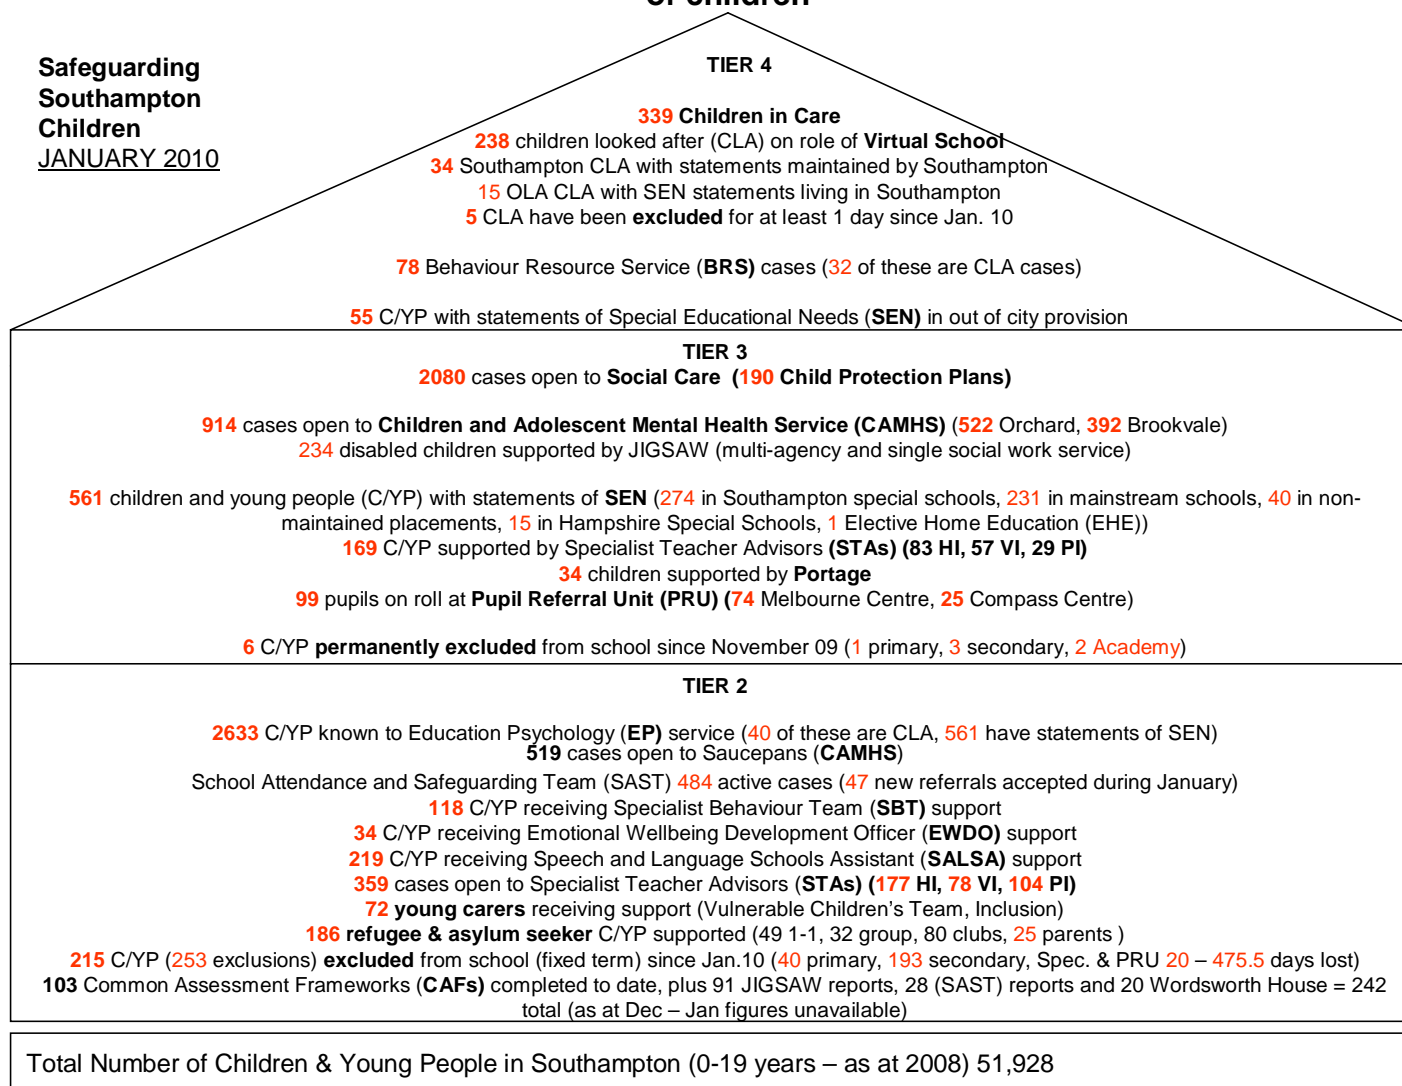 of children
Safeguarding
Southampton
Children
JANUARY 2010
TIER 4
339 Children in Care
238 children looked after (CLA) on role of Virtual School
34 Southampton CLA with statements maintained by Southampton
15 OLA CLA with SEN statements living in Southampton
5 CLA have been excluded for at least 1 day since Jan. 10
78 Behaviour Resource Service (BRS) cases (32 of these are CLA cases)
55 C/YP with statements of Special Educational Needs (SEN) in out of city provision
TIER 3
2080 cases open to Social Care (190 Child Protection Plans)
914 cases open to Children and Adolescent Mental Health Service (CAMHS) (522 Orchard, 392 Brookvale)
234 disabled children supported by JIGSAW (multi-agency and single social work service)
561 children and young people (C/YP) with statements of SEN (274 in Southampton special schools, 231 in mainstream schools, 40 in non-
maintained placements, 15 in Hampshire Special Schools, 1 Elective Home Education (EHE))
169 C/YP supported by Specialist Teacher Advisors (STAs) (83 HI, 57 VI, 29 PI)
34 children supported by Portage
99 pupils on roll at Pupil Referral Unit (PRU) (74 Melbourne Centre, 25 Compass Centre)
6 C/YP permanently excluded from school since November 09 (1 primary, 3 secondary, 2 Academy)
TIER 2
2633 C/YP known to Education Psychology (EP) service (40 of these are CLA, 561 have statements of SEN)
519 cases open to Saucepans (CAMHS)
School Attendance and Safeguarding Team (SAST) 484 active cases (47 new referrals accepted during January)
118 C/YP receiving Specialist Behaviour Team (SBT) support
34 C/YP receiving Emotional Wellbeing Development Officer (EWDO) support
219 C/YP receiving Speech and Language Schools Assistant (SALSA) support
359 cases open to Specialist Teacher Advisors (STAs) (177 HI, 78 VI, 104 PI)
72 young carers receiving support (Vulnerable Children's Team, Inclusion)
186 refugee & asylum seeker C/YP supported (49 1-1, 32 group, 80 clubs, 25 parents )
215 C/YP (253 exclusions) excluded from school (fixed term) since Jan.10 (40 primary, 193 secondary, Spec. & PRU 20 – 475.5 days lost)
103 Common Assessment Frameworks (CAFs) completed to date, plus 91 JIGSAW reports, 28 (SAST) reports and 20 Wordsworth House = 242
total (as at Dec – Jan figures unavailable)
Total Number of Children & Young People in Southampton (0-19 years – as at 2008) 51,928